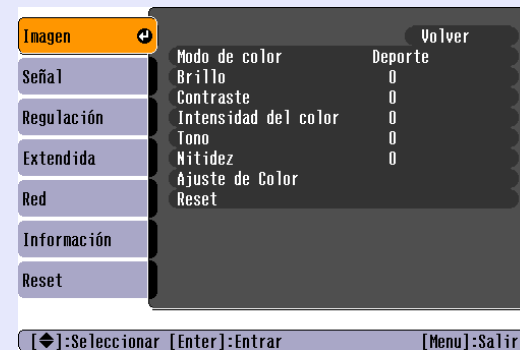 Imagen
Señal
Regulación
Extendida
Red
Información
Reset
Volver
Modo de color Deporte
Brillo 0
Contraste 0
Intensidad del color 0
Tono 0
Nitidez 0
Ajuste de Color
Reset
[◆]:Seleccionar [Enter]:Entrar [Menu]:Salir